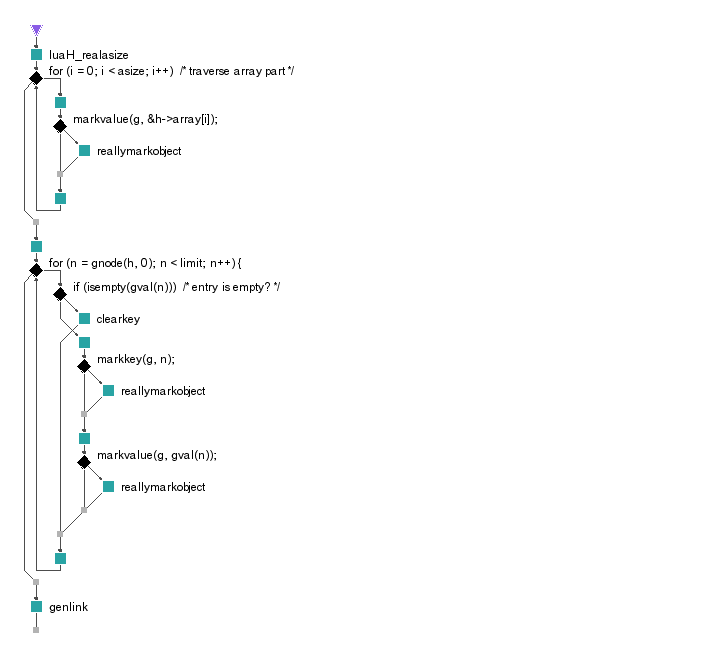 luaH_realasize
for (i = 0; i < asize; i++)  /* traverse array part */
markvalue(g, &h->array[i]);
reallymarkobject
for (n = gnode(h, 0); n < limit; n++) {
if (isempty(gval(n)))  /* entry is empty? */
clearkey
markkey(g, n);
reallymarkobject
markvalue(g, gval(n));
reallymarkobject
genlink